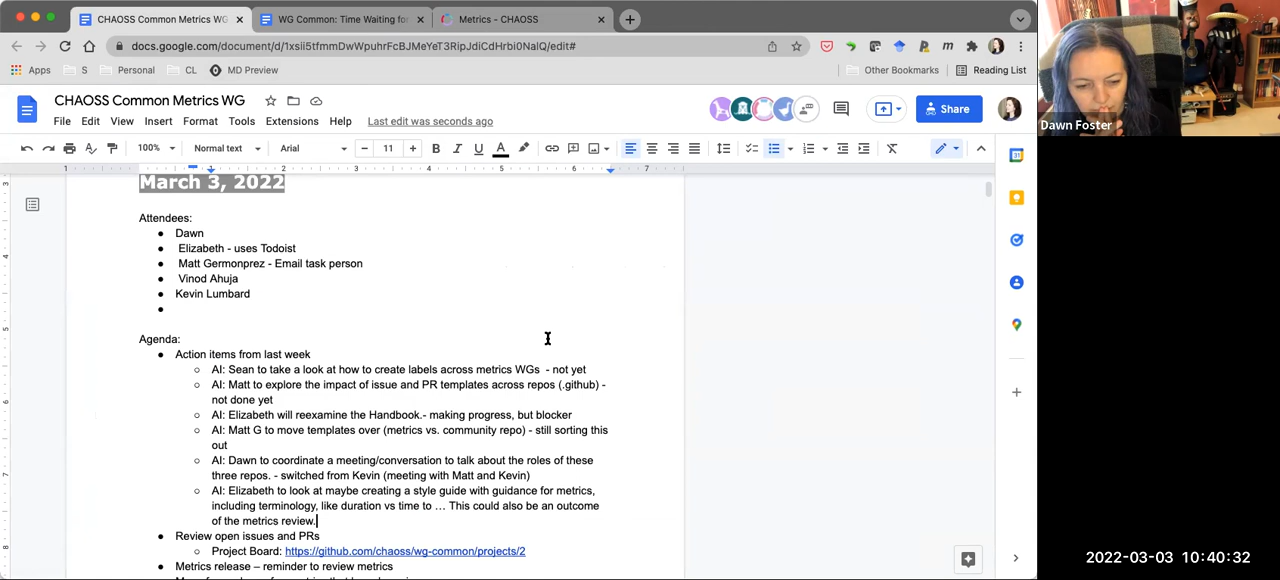 CHAOSS Common Metrics WG
WG Common: Time Waiting for
Metrics - CHAOSS
docs.google.com/document/d/1xsii5tfmmDwWpuhrFcBJMeYeT3RipJdiCdHrbi0NalQ/edit#
Apps S Personal CL MD Preview Other Bookmarks Reading List
CHAOSS Common Metrics WG
File Edit View Insert Format Tools Extensions Help Last edit was seconds ago
Share
100% Normal text Arial 11 B I U A
1 1 2 3 4 5 6 7
March 3, 2022
Attendees:
● Dawn
● Elizabeth - uses Todoist
● Matt Germonprez - Email task person
● Vinod Ahuja
● Kevin Lumbard
●
Agenda:
● Action items from last week
○ AI: Sean to take a look at how to create labels across metrics WGs - not yet
○ AI: Matt to explore the impact of issue and PR templates across repos (.github) -
not done yet
○ AI: Elizabeth will reexamine the Handbook.- making progress, but blocker
○ AI: Matt G to move templates over (metrics vs. community repo) - still sorting this
out
○ AI: Dawn to coordinate a meeting/conversation to talk about the roles of these
three repos. - switched from Kevin (meeting with Matt and Kevin)
○ AI: Elizabeth to look at maybe creating a style guide with guidance for metrics,
including terminology, like duration vs time to … This could also be an outcome
of the metrics review.
● Review open issues and PRs
○ Project Board: https://github.com/chaoss/wg-common/projects/2
● Metrics release – reminder to review metrics
Dawn Foster
2022-03-03 10:40:32